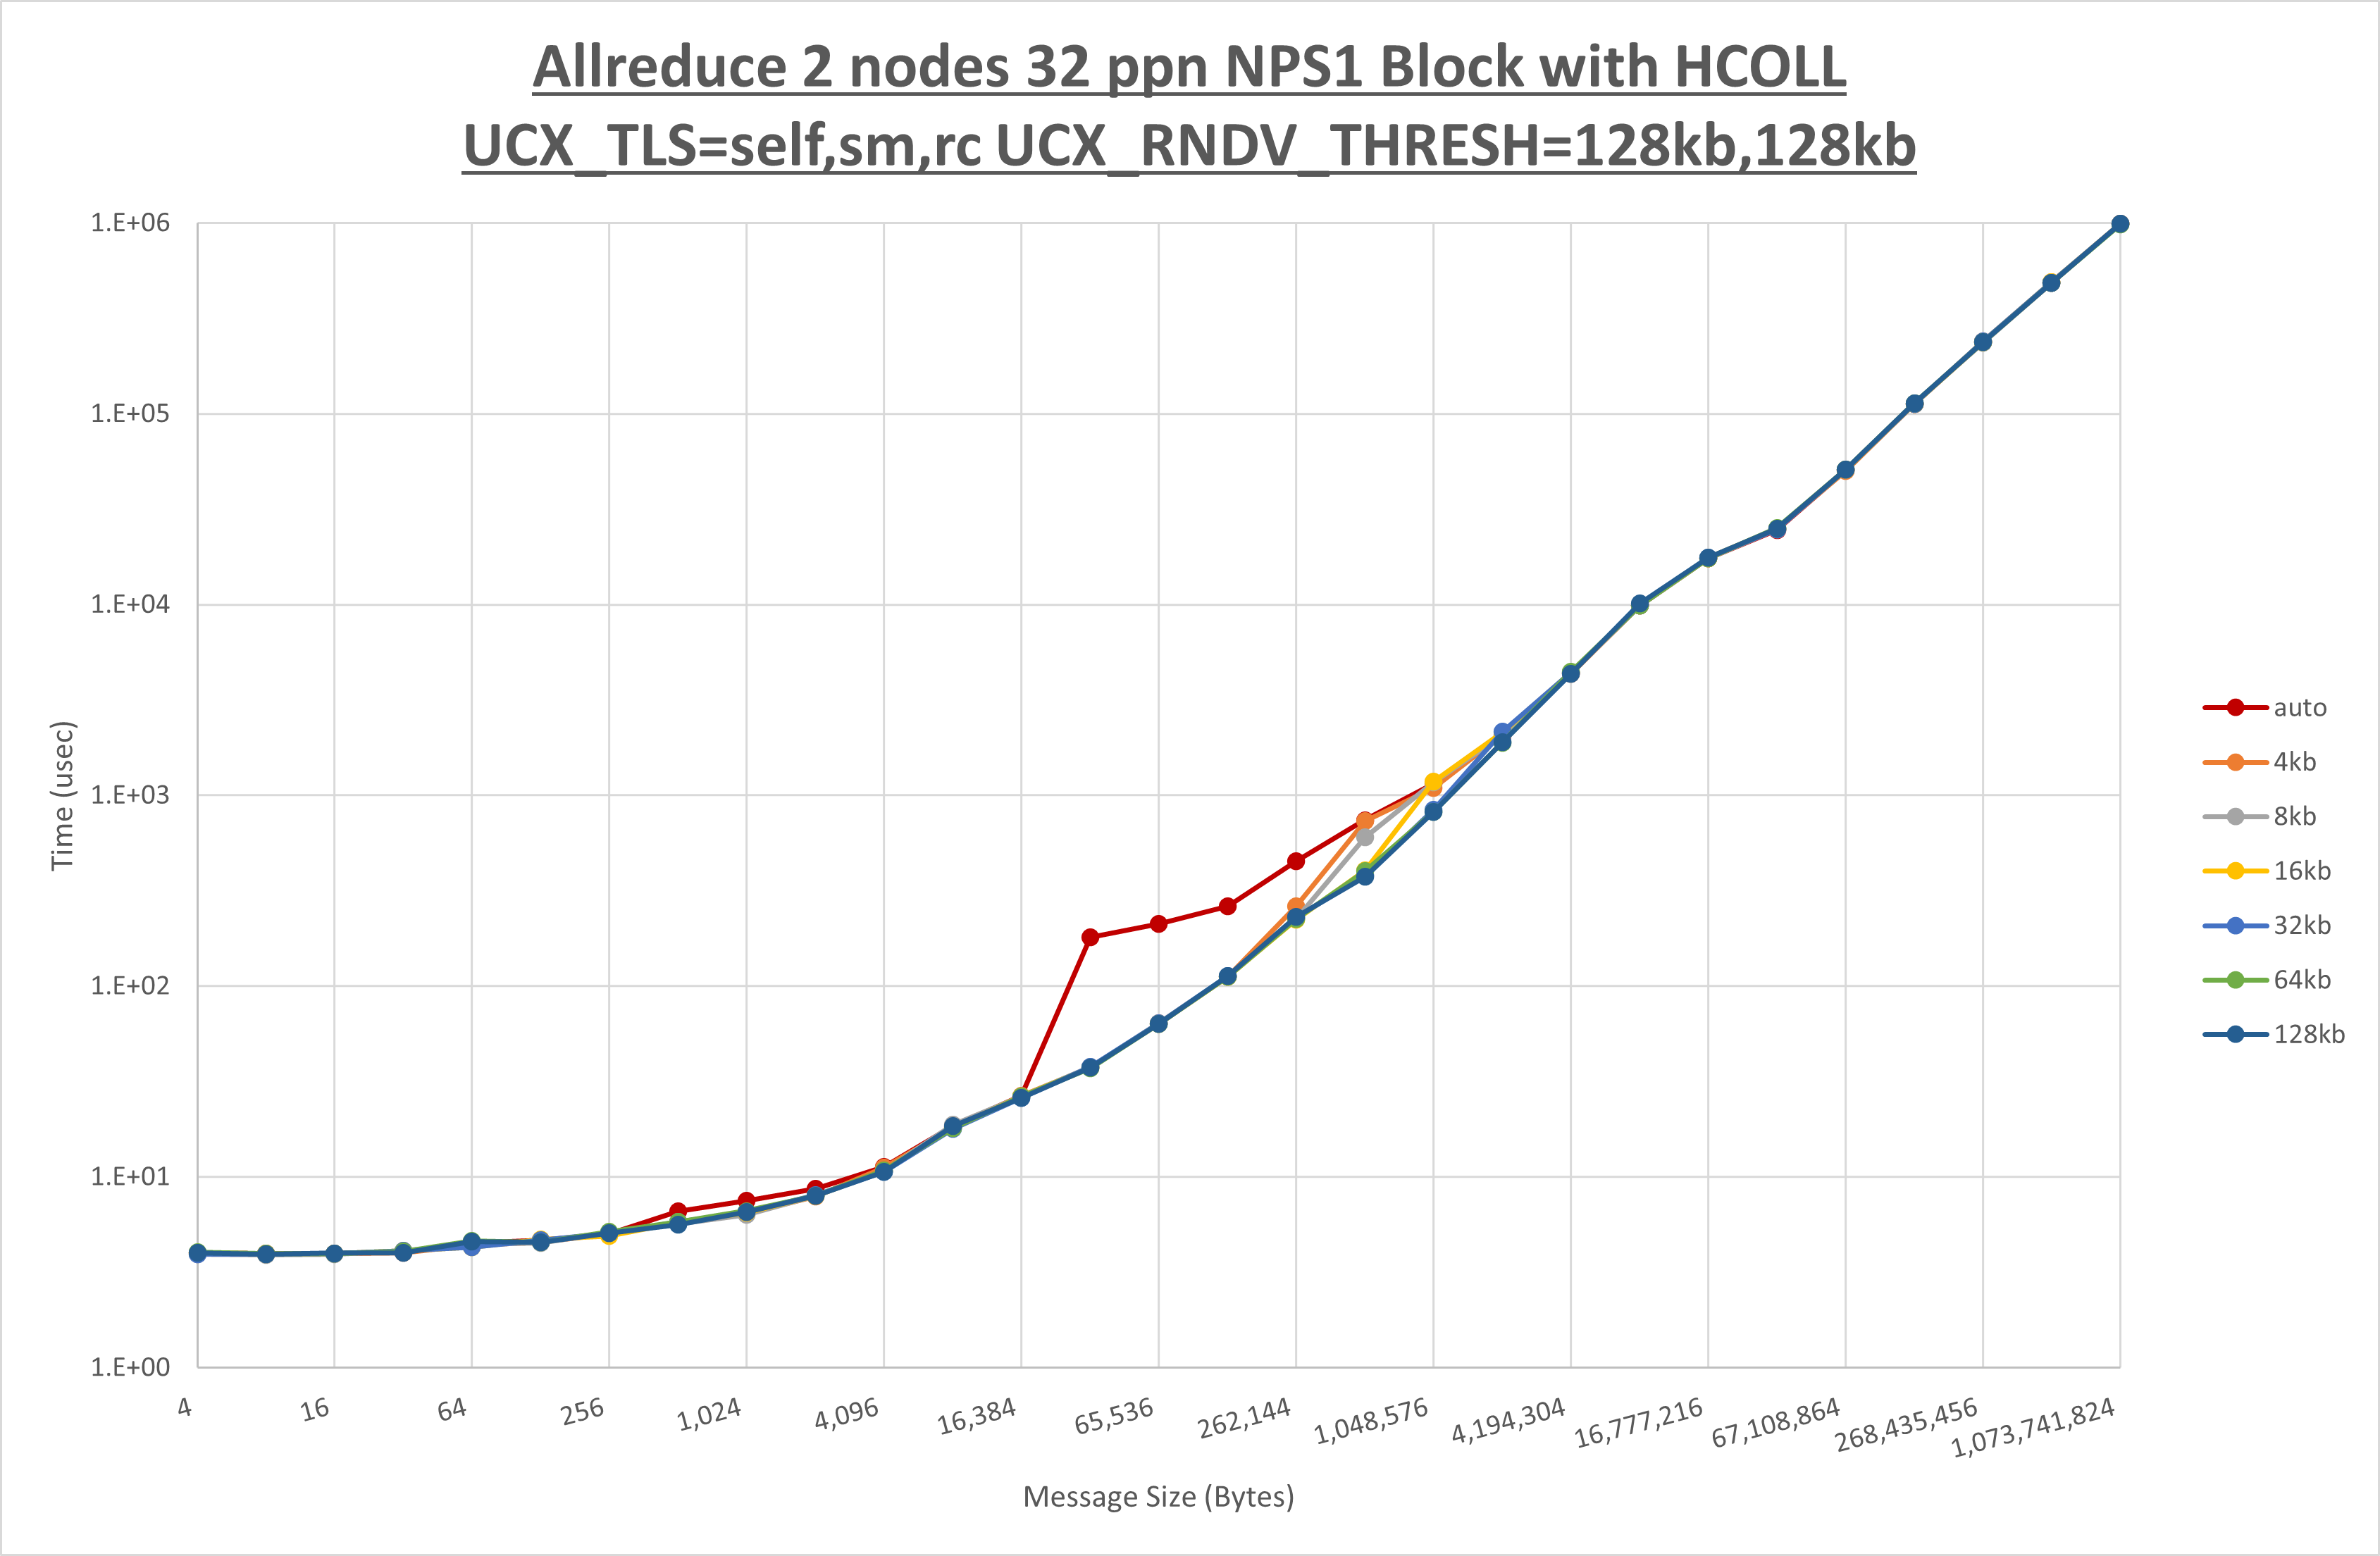 Allreduce 2 nodes 32 ppn NPS1 Block with HCOLL
UCX_TLS=self,sm,rc UCX_RNDV_THRESH=128kb,128kb
1.E+06
1.E+05
1.E+04
1.E+03
1.E+02
1.E+01
1.E+00
Time (usec)
4
16
64
256
1,024
4,096
16,384
65,536
262,144
1,048,576
4,194,304
16,777,216
67,108,864
268,435,456
1,073,741,824
Message Size (Bytes)
auto
4kb
8kb
16kb
32kb
64kb
128kb